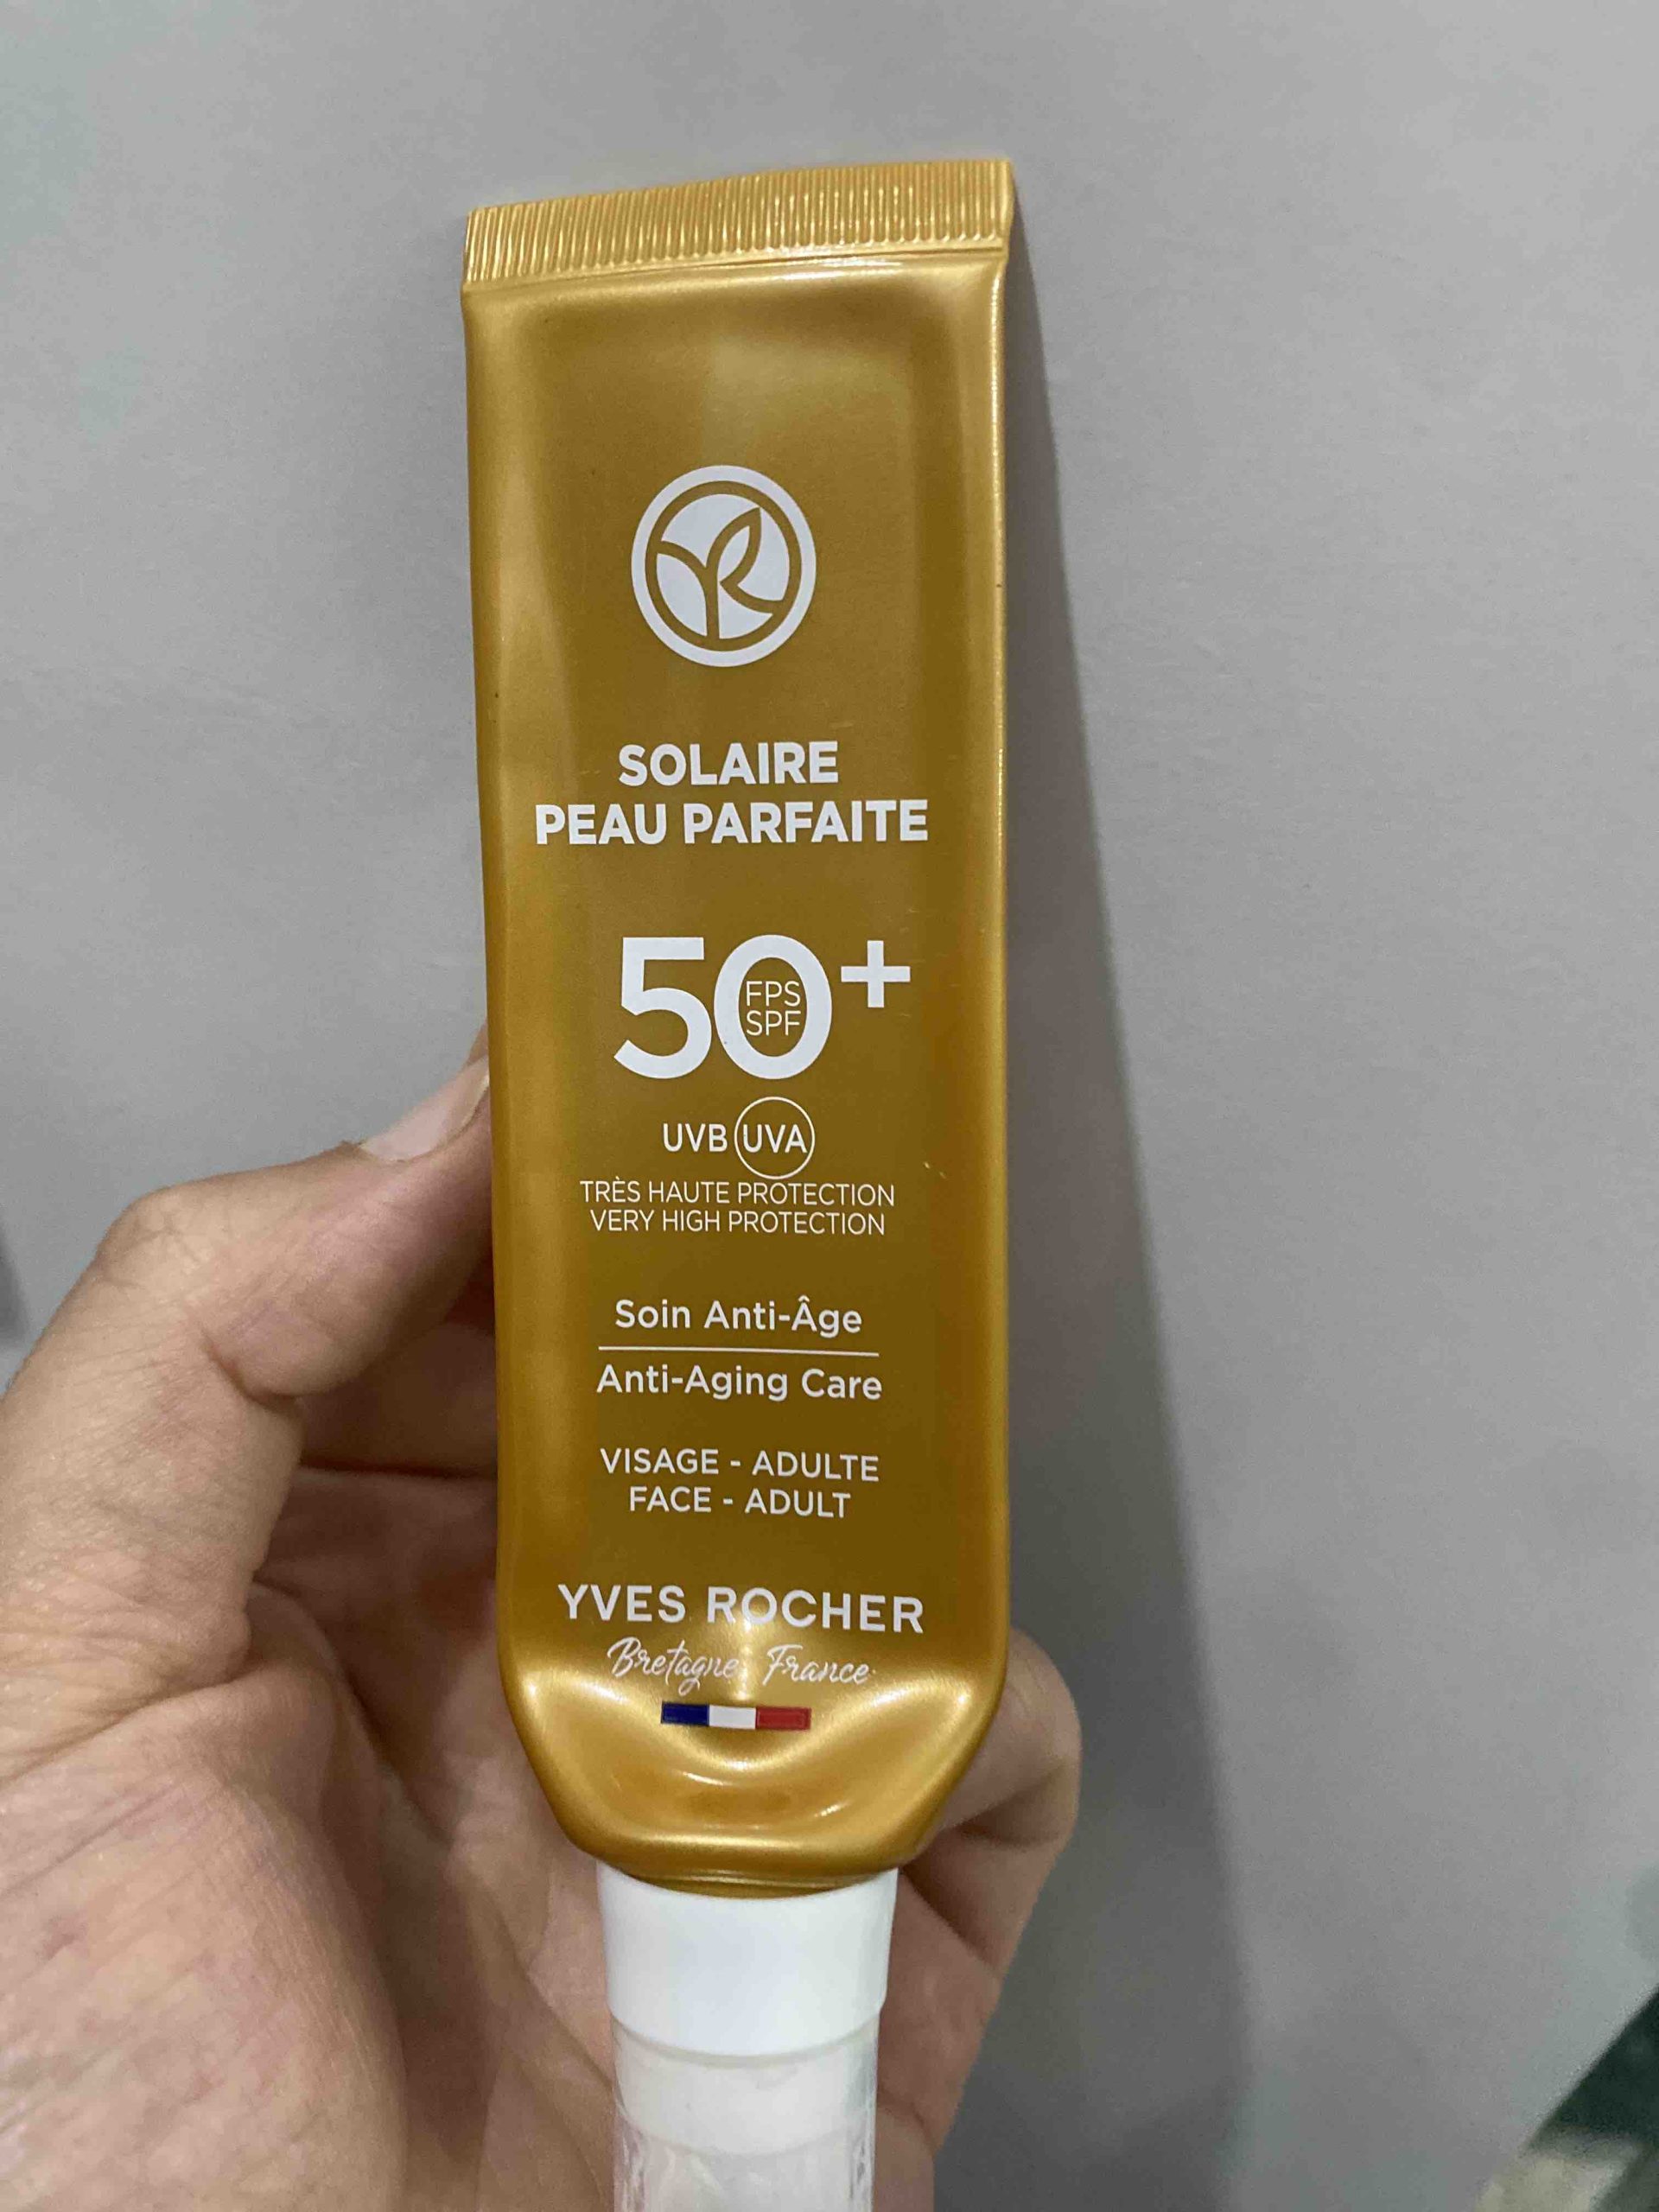 SOLAIRE
PEAU PARFAITE
50+
FPS
SPF
UVB UVA
TRÈS HAUTE PROTECTION
VERY HIGH PROTECTION
Soin Anti-Âge
Anti-Aging Care
VISAGE - ADULTE
FACE - ADULT
YVES ROCHER
Bretagne, France